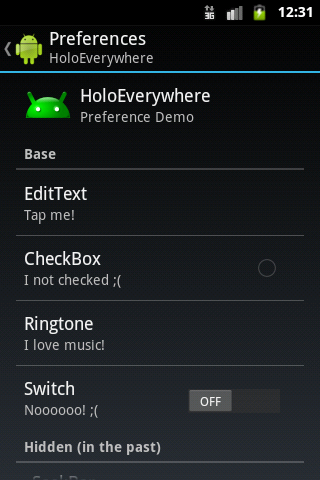 3G 12:31
Preferences
HoloEverywhere
HoloEverywhere
Preference Demo
Base
EditText
Tap me!
CheckBox
I not checked ;(
Ringtone
I love music!
Switch
Noooooo! ;(
OFF
Hidden (in the past)